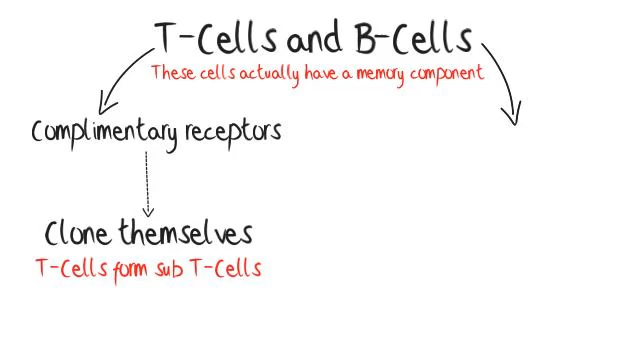 T-Cells and B-Cells
These cells actually have a memory component
Complimentary receptors
Clone themselves
T-Cells form sub T-Cells